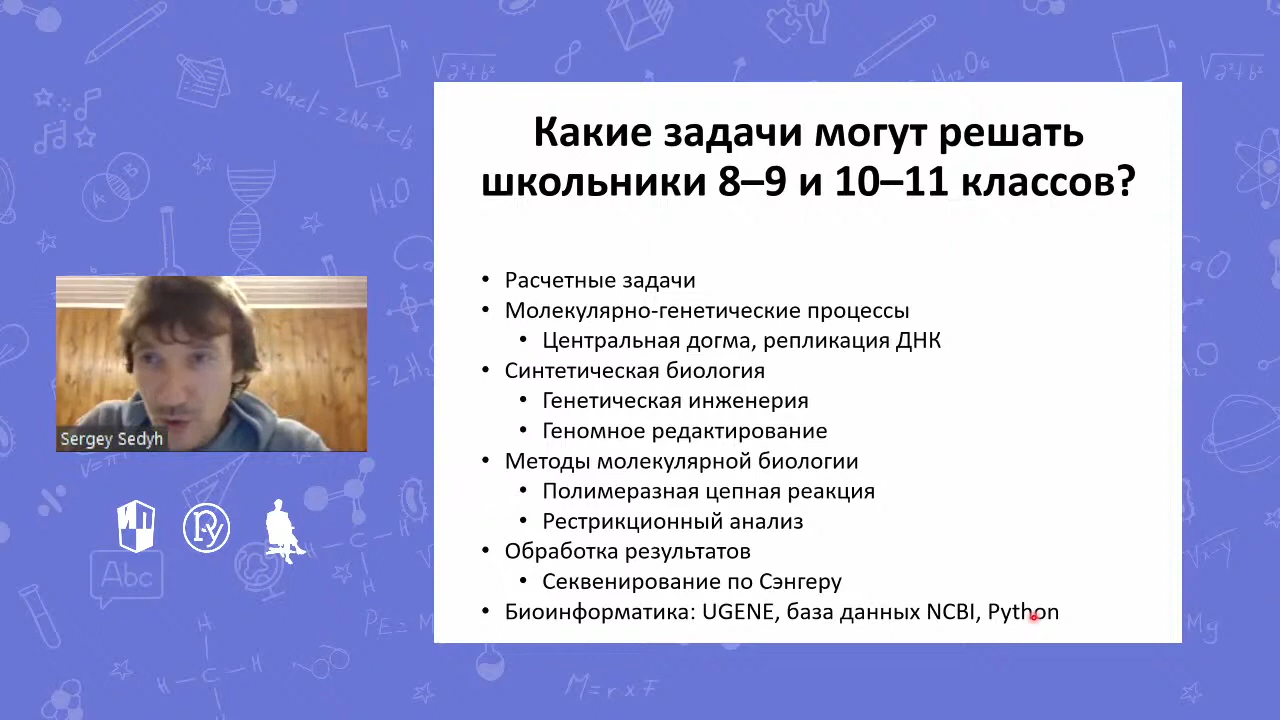 Какие задачи могут решать
школьники 8–9 и 10–11 классов?
• Расчетные задачи
• Молекулярно-генетические процессы
• Центральная догма, репликация ДНК
• Синтетическая биология
• Генетическая инженерия
• Геномное редактирование
• Методы молекулярной биологии
• Полимеразная цепная реакция
• Рестрикционный анализ
• Обработка результатов
• Секвенирование по Сэнгеру
• Биоинформатика: UGENE, база данных NCBI, Python
Sergey Sedyh
Abc
H₂O
M = r x F